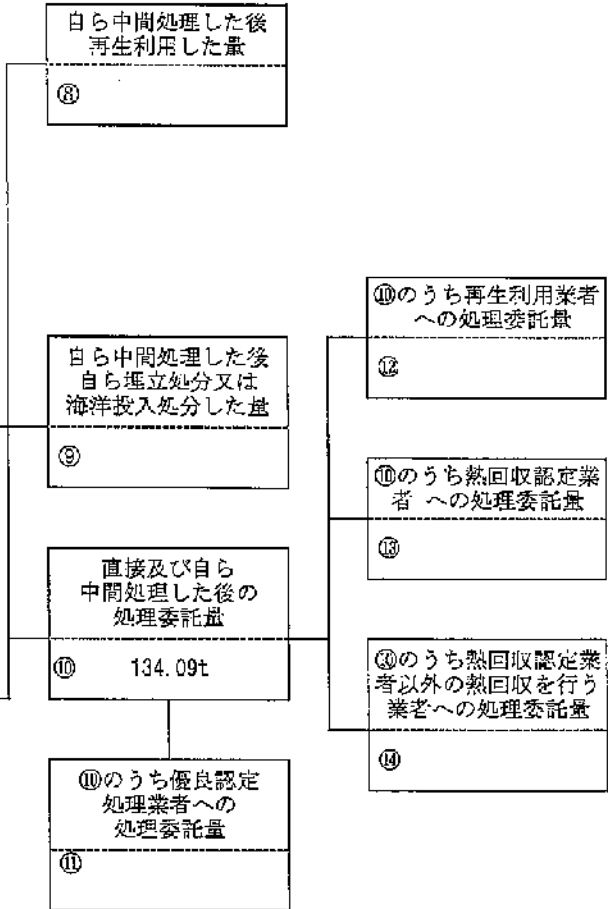 自ら中間処理した後
再生利用した量
⑧
自ら中間処理した後
自ら埋立処分又は
海洋投入処分した量
⑨
直接及び自ら
中間処理した後の
処理委託量
⑩ 134.09t
⑩のうち優良認定
処理業者への
処理委託量
⑪
⑩のうち再生利用業者
への処理委託量
⑫
⑩のうち熱回収認定業
者 への処理委託量
⑬
⑩のうち熱回収認定業
者以外の熱回収を行う
業者への処理委託量
⑭